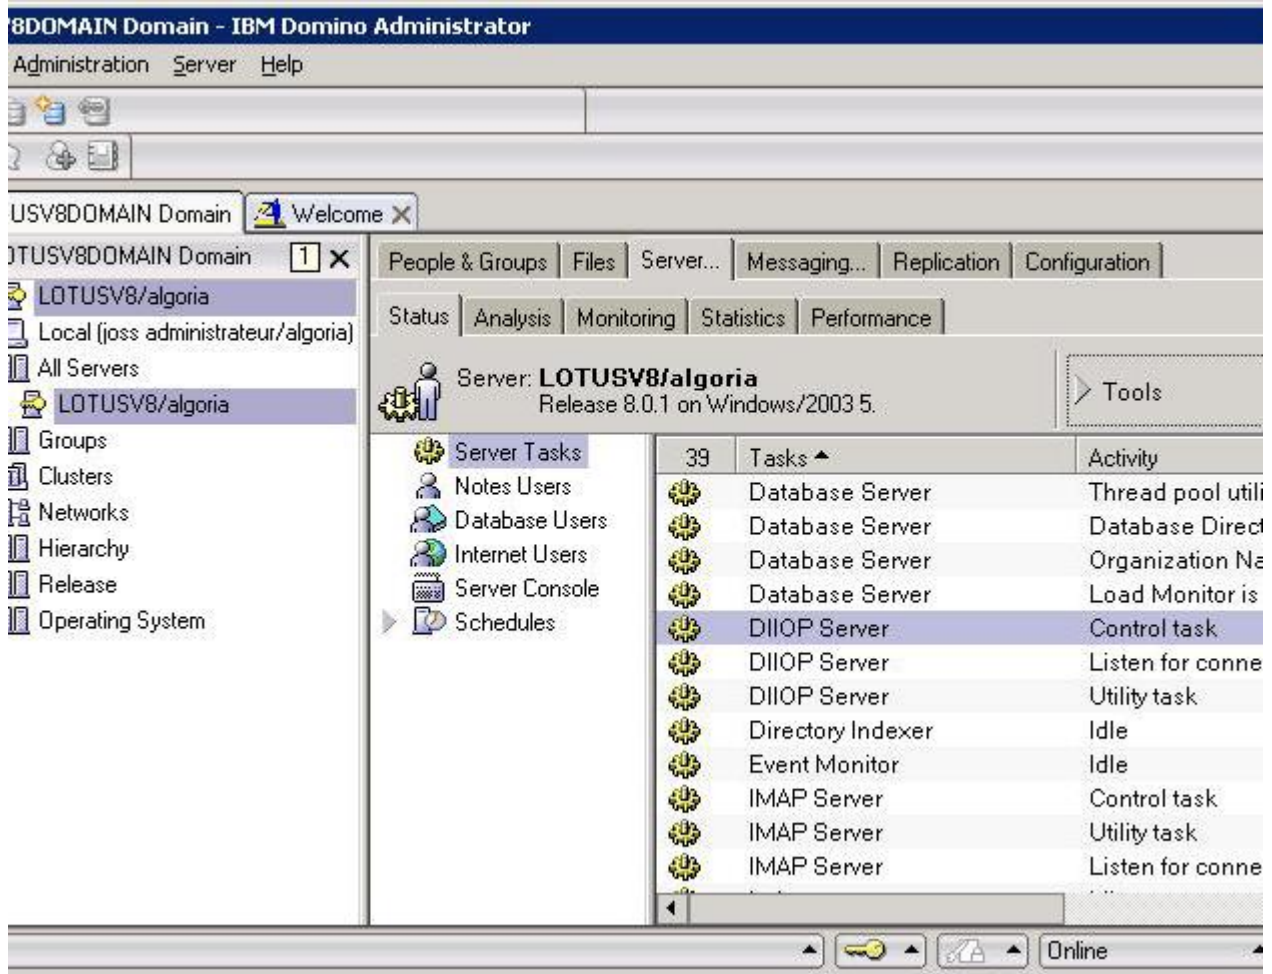 V8DOMAIN Domain - IBM Domino Administrator
Administration Server Help
USV8DOMAIN Domain Welcome
OTUSV8DOMAIN Domain 1
People & Groups Files Server... Messaging... Replication Configuration
LOTUSV8/algoria
Local (joss administrateur/algoria)
All Servers
LOTUSV8/algoria
Groups
Clusters
Networks
Hierarchy
Release
Operating System
Status Analysis Monitoring Statistics Performance
Server: LOTUSV8/algoria
Release 8.0.1 on Windows/2003 5.
Tools
Server Tasks
Notes Users
Database Users
Internet Users
Server Console
Schedules
39 Tasks Activity
Database Server Thread pool utili
Database Server Database Direct
Database Server Organization Na
Database Server Load Monitor is
DIIOP Server Control task
DIIOP Server Listen for conne
DIIOP Server Utility task
Directory Indexer Idle
Event Monitor Idle
IMAP Server Control task
IMAP Server Utility task
IMAP Server Listen for conne
Online